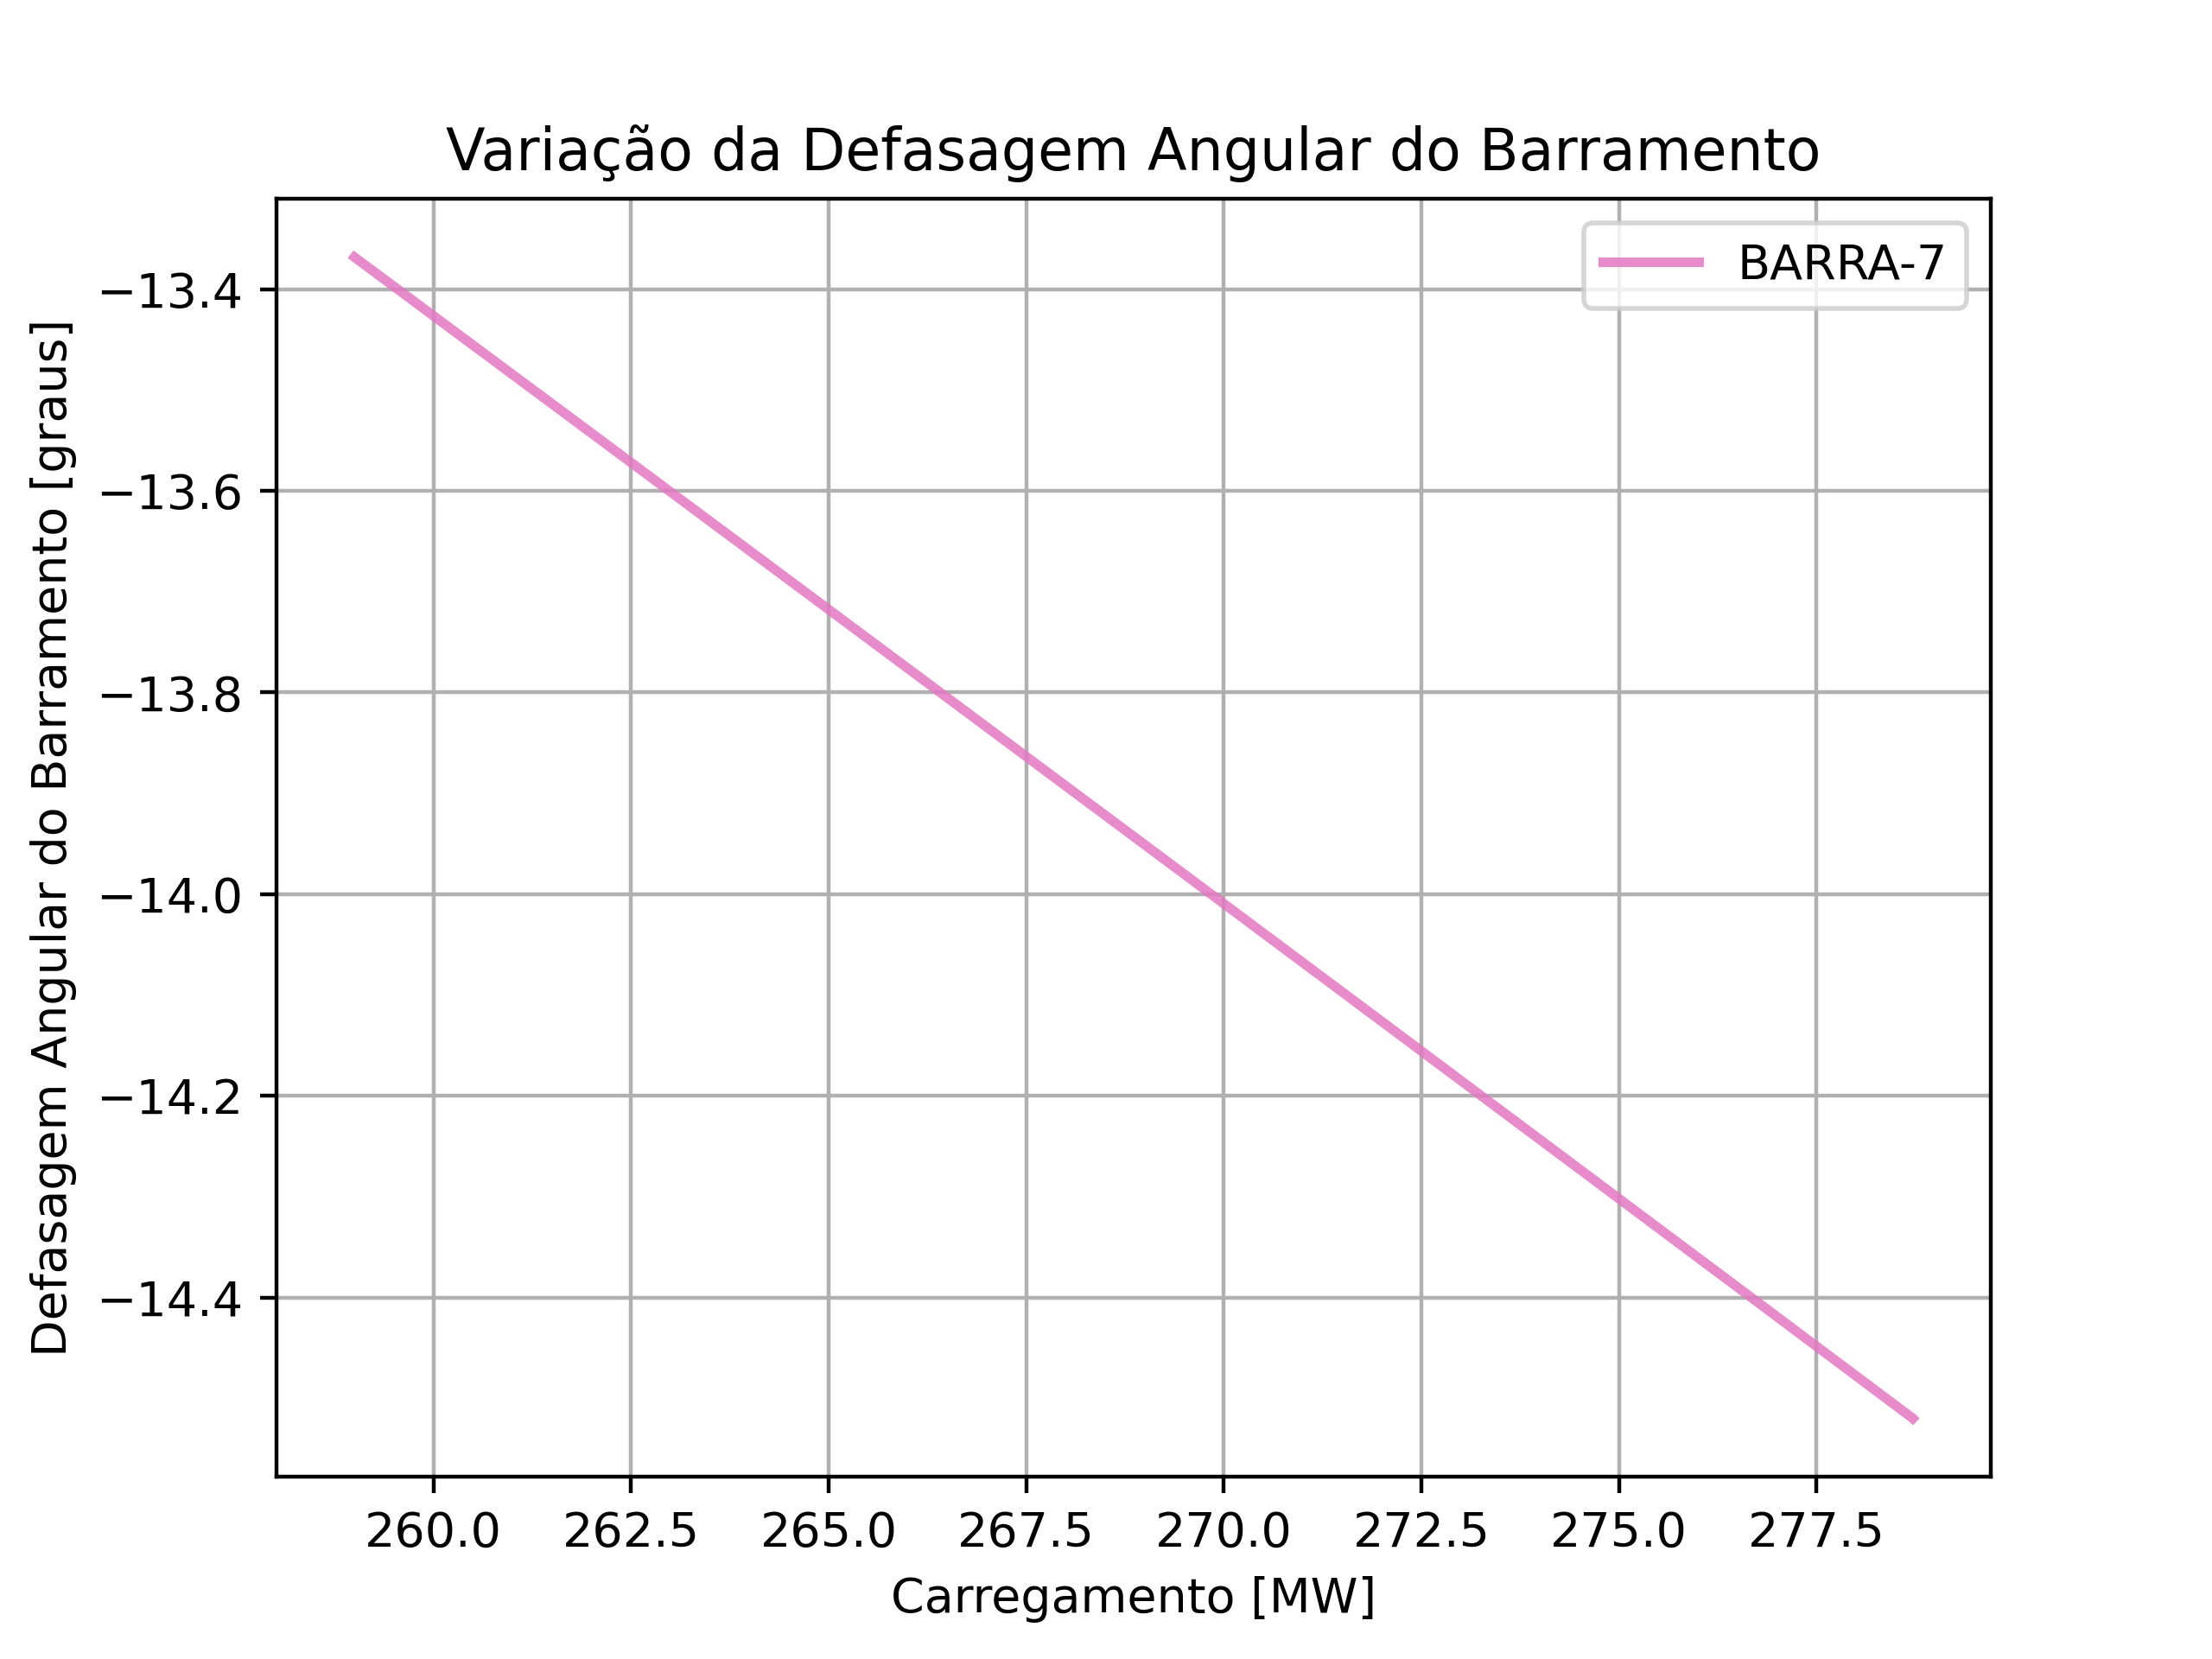 Variação da Defasagem Angular do Barramento
BARRA-7
Defasagem Angular do Barramento [graus]
−13.4
−13.6
−13.8
−14.0
−14.2
−14.4
260.0 262.5 265.0 267.5 270.0 272.5 275.0 277.5
Carregamento [MW]